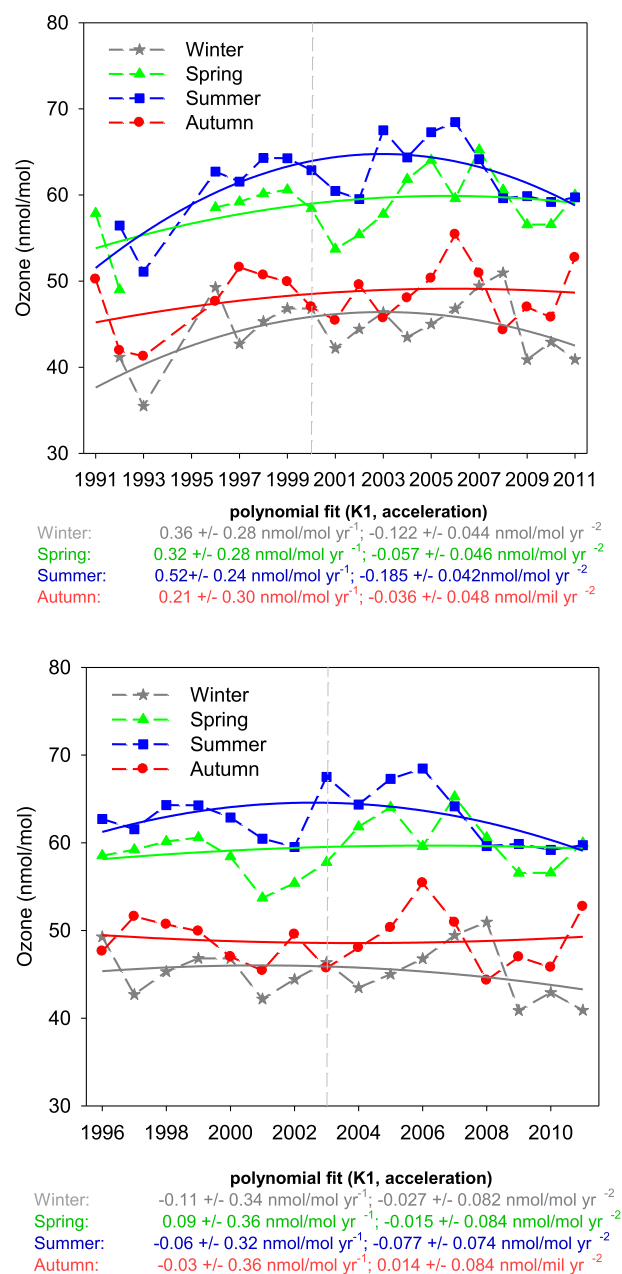 80
70
60
50
40
30
Ozone (nmol/mol)
Winter
Spring
Summer
Autumn
1991 1993 1995 1997 1999 2001 2003 2005 2007 2009 2011
polynomial fit (K1, acceleration)
Winter: 0.36 +/- 0.28 nmol/mol yr⁻¹; -0.122 +/- 0.044 nmol/mol yr ⁻²
Spring: 0.32 +/- 0.28 nmol/mol yr ⁻¹; -0.057 +/- 0.046 nmol/mol yr ⁻²
Summer: 0.52+/- 0.24 nmol/mol yr⁻¹; -0.185 +/- 0.042nmol/mol yr ⁻²
Autumn: 0.21 +/- 0.30 nmol/mol yr⁻¹; -0.036 +/- 0.048 nmol/mil yr ⁻²
80
70
60
50
40
30
Ozone (nmol/mol)
Winter
Spring
Summer
Autumn
1996 1998 2000 2002 2004 2006 2008 2010
polynomial fit (K1, acceleration)
Winter: -0.11 +/- 0.34 nmol/mol yr⁻¹; -0.027 +/- 0.082 nmol/mol yr ⁻²
Spring: 0.09 +/- 0.36 nmol/mol yr ⁻¹; -0.015 +/- 0.084 nmol/mol yr ⁻²
Summer: -0.06 +/- 0.32 nmol/mol yr⁻¹; -0.077 +/- 0.074 nmol/mol yr ⁻²
Autumn: -0.03 +/- 0.36 nmol/mol yr⁻¹; 0.014 +/- 0.084 nmol/mil yr ⁻²